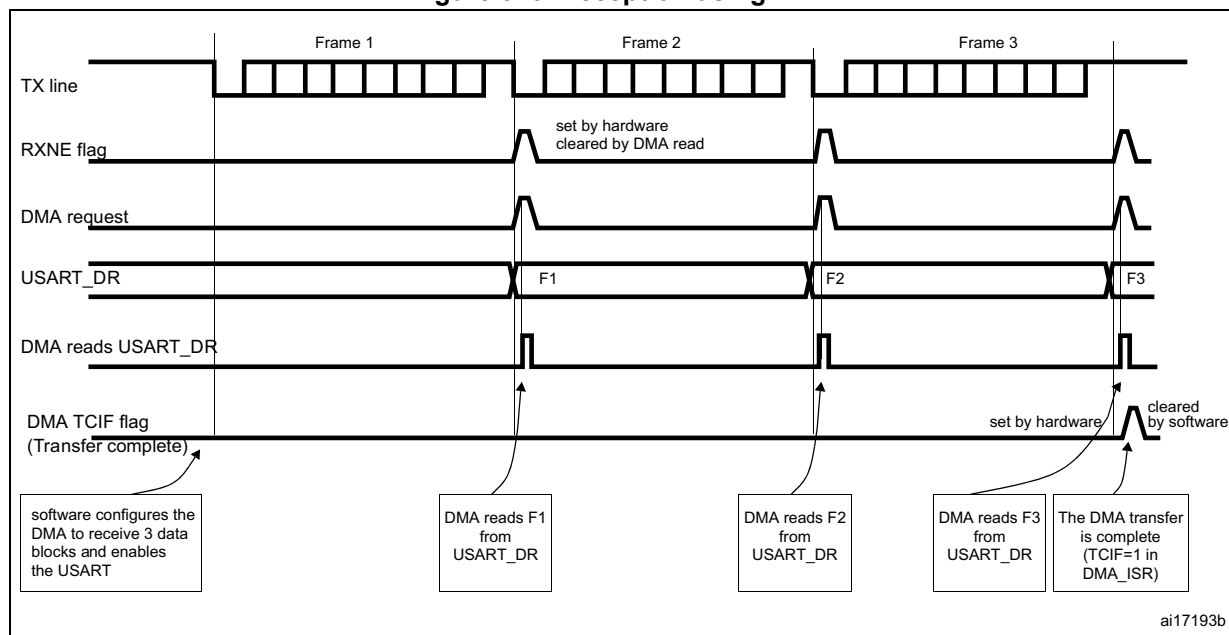 Frame 1
Frame 2
Frame 3
TX line
set by hardware
cleared by DMA read
RXNE flag
DMA request
USART_DR
F1
F2
F3
DMA reads USART_DR
DMA TCIF flag
(Transfer complete)
set by hardware
cleared
by software
software configures the
DMA to receive 3 data
blocks and enables
the USART
DMA reads F1
from
USART_DR
DMA reads F2
from
USART_DR
DMA reads F3
from
USART_DR
The DMA transfer
is complete
(TCIF=1 in
DMA_ISR)
ai17193b